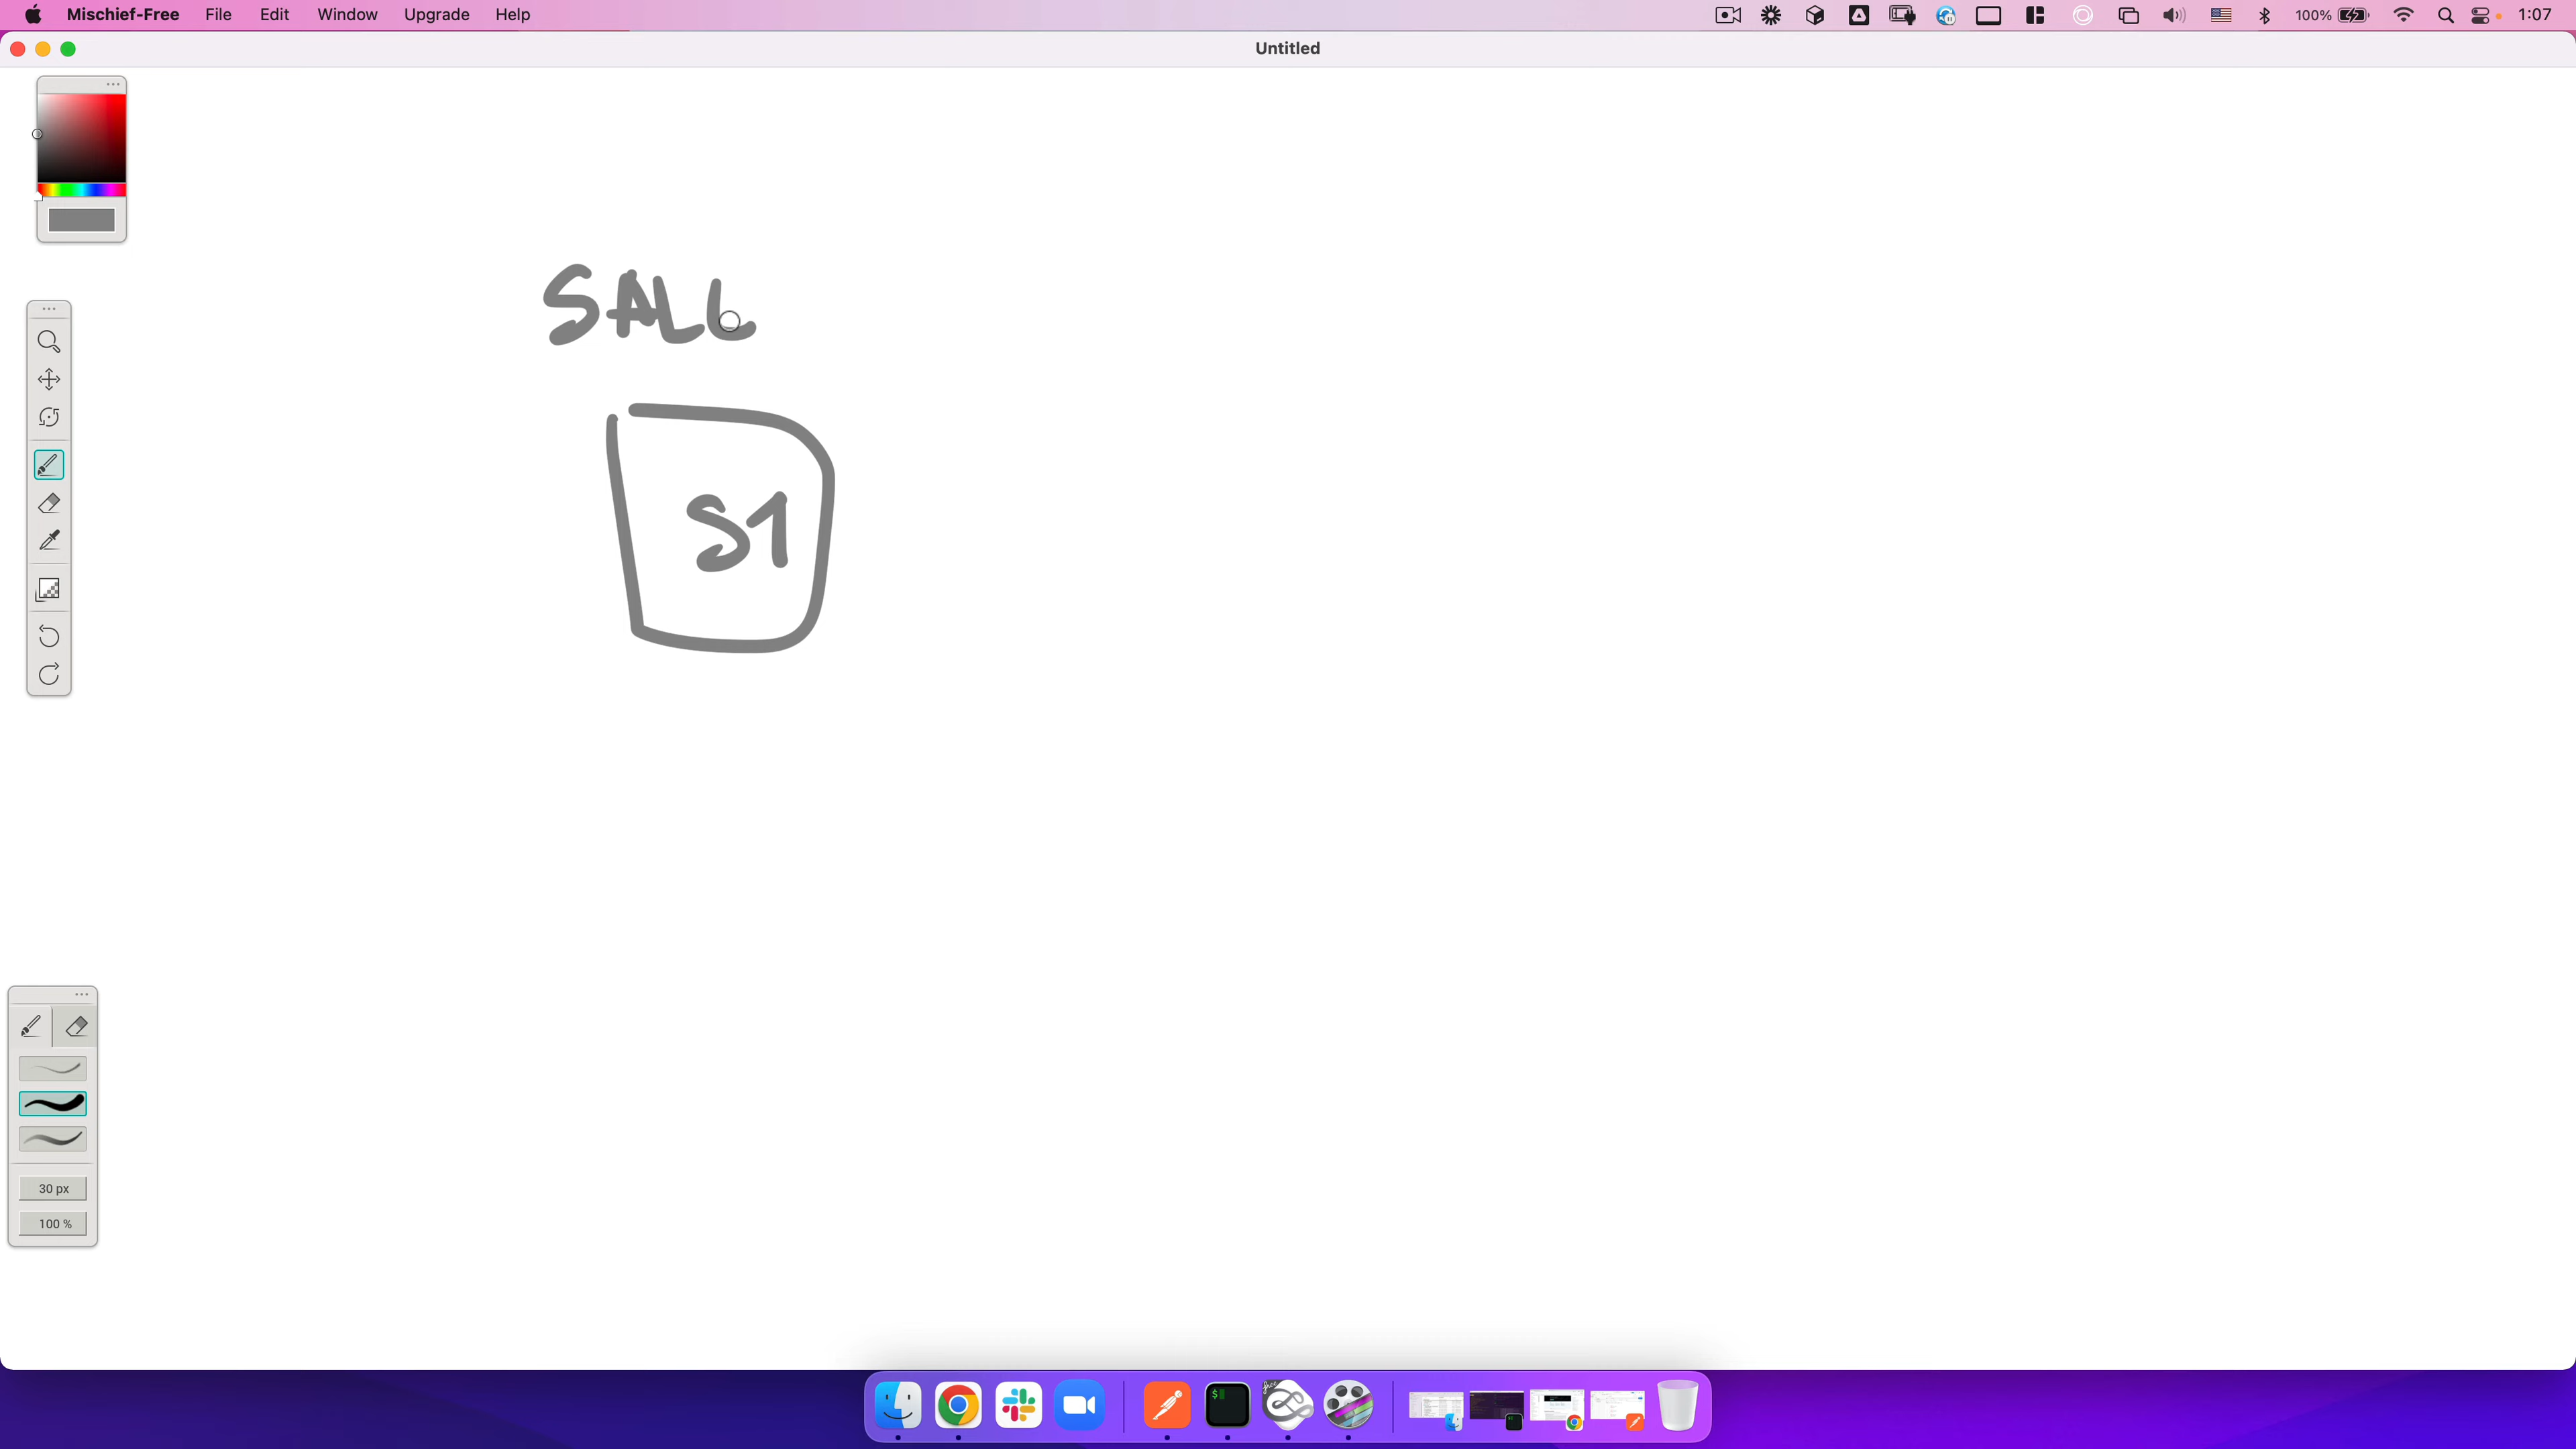 Mischief-Free File Edit Window Upgrade Help 100% 1:07
Untitled
SALL
S1
30 px
100 %